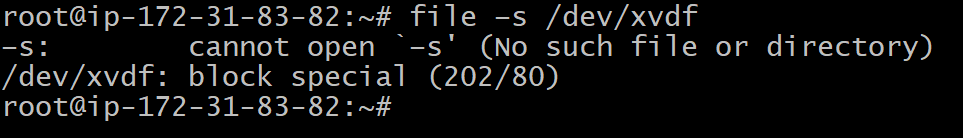 root@ip-172-31-83-82:~# file –s /dev/xvdf
–s:        cannot open `–s' (No such file or directory)
/dev/xvdf: block special (202/80)
root@ip-172-31-83-82:~#